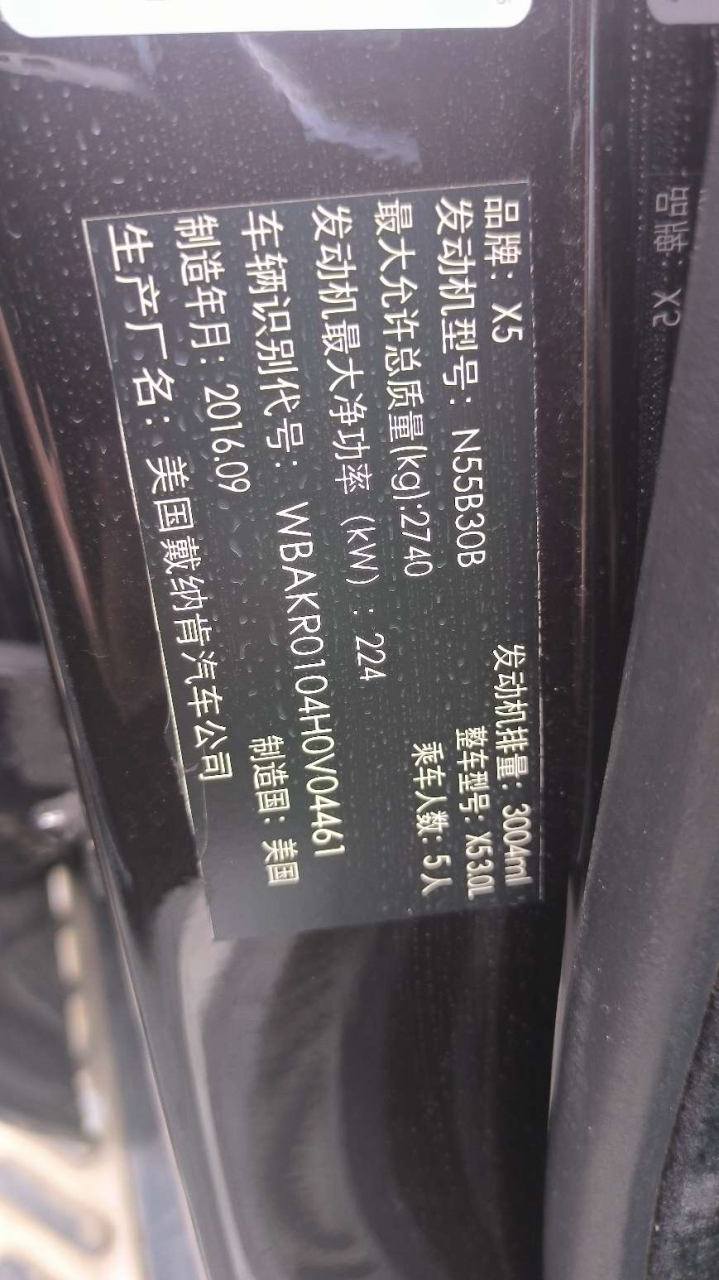 品牌：X5 发动机排量：3004ml
发动机型号：N55B30B 整车型号：X5 3.0L
最大允许总质量(kg):2740 乘车人数：5人
发动机最大净功率（kW）：224
车辆识别代号：WBAKR0104H0V04461
制造年月：2016.09 制造国：美国
生产厂名：美国戴纳肯汽车公司